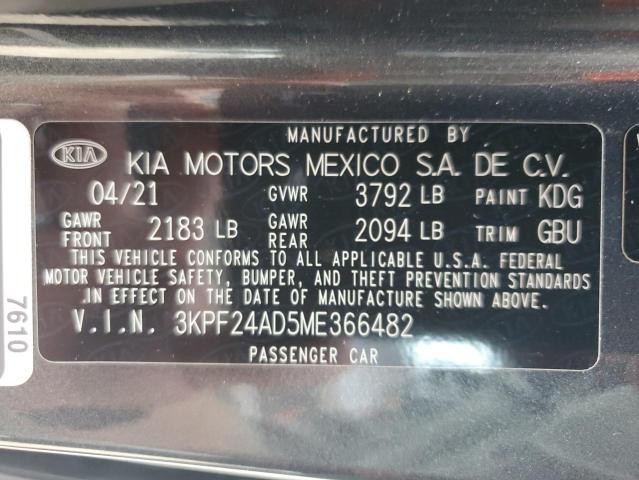 MANUFACTURED BY
KIA KIA MOTORS MEXICO S.A. DE C.V.
04/21 GVWR 3792 LB PAINT KDG
GAWR FRONT 2183 LB GAWR REAR 2094 LB TRIM GBU
THIS VEHICLE CONFORMS TO ALL APPLICABLE U.S.A. FEDERAL
MOTOR VEHICLE SAFETY, BUMPER, AND THEFT PREVENTION STANDARDS
IN EFFECT ON THE DATE OF MANUFACTURE SHOWN ABOVE.
V.I.N. 3KPF24AD5ME366482
PASSENGER CAR
7610